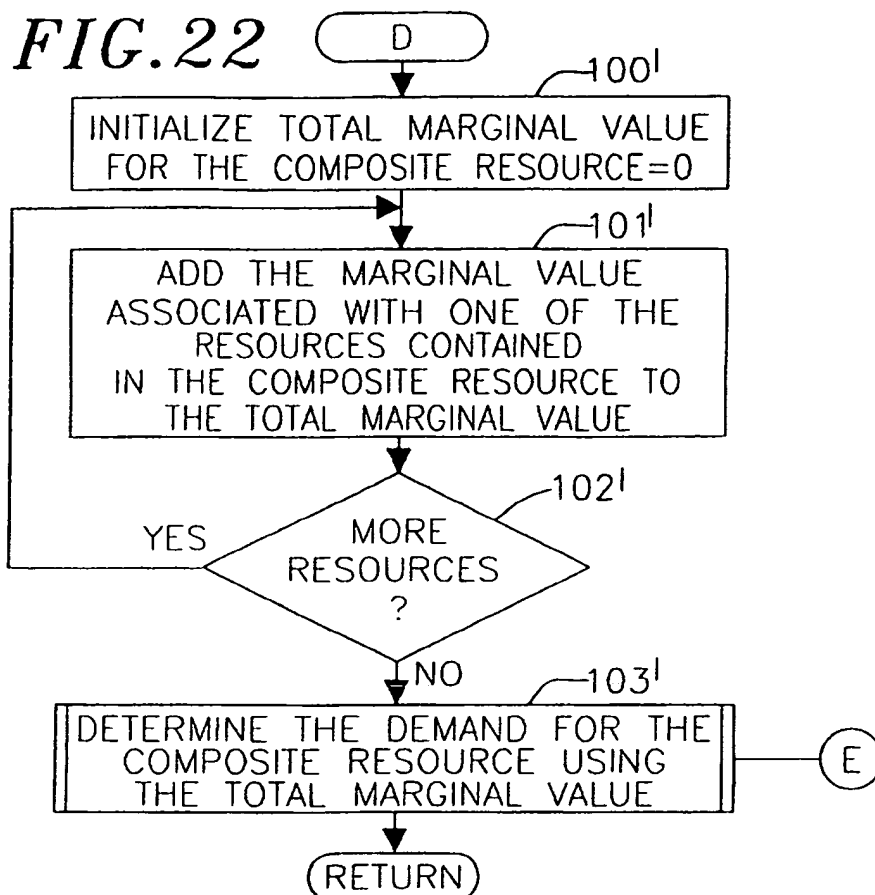 FIG.22
D
100'
INITIALIZE TOTAL MARGINAL VALUE
FOR THE COMPOSITE RESOURCE=0
101'
ADD THE MARGINAL VALUE
ASSOCIATED WITH ONE OF THE
RESOURCES CONTAINED
IN THE COMPOSITE RESOURCE TO
THE TOTAL MARGINAL VALUE
102'
YES
MORE
RESOURCES
?
NO
103'
DETERMINE THE DEMAND FOR THE
COMPOSITE RESOURCE USING
THE TOTAL MARGINAL VALUE
E
RETURN